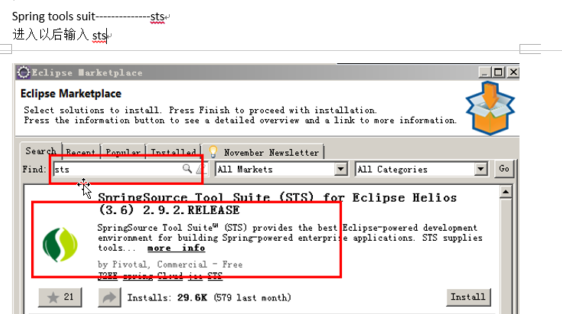 Spring tools suit--------------sts
进入以后输入 sts
Eclipse Marketplace
Eclipse Marketplace
Select solutions to install. Press Finish to proceed with installation.
Press the information button to see a detailed overview and a link to more information.
Search Recent Popular Installed November Newsletter
Find: sts All Markets All Categories Go
SpringSource Tool Suite (STS) for Eclipse Helios
(3.6) 2.9.2.RELEASE
SpringSource Tool Suite™ (STS) provides the best Eclipse-powered development
environment for building Spring-powered enterprise applications. STS supplies
tools... more info
by Pivotal, Commercial - Free
J2EE spring Cloud jee STS
21 Installs: 29.6K (579 last month) Install